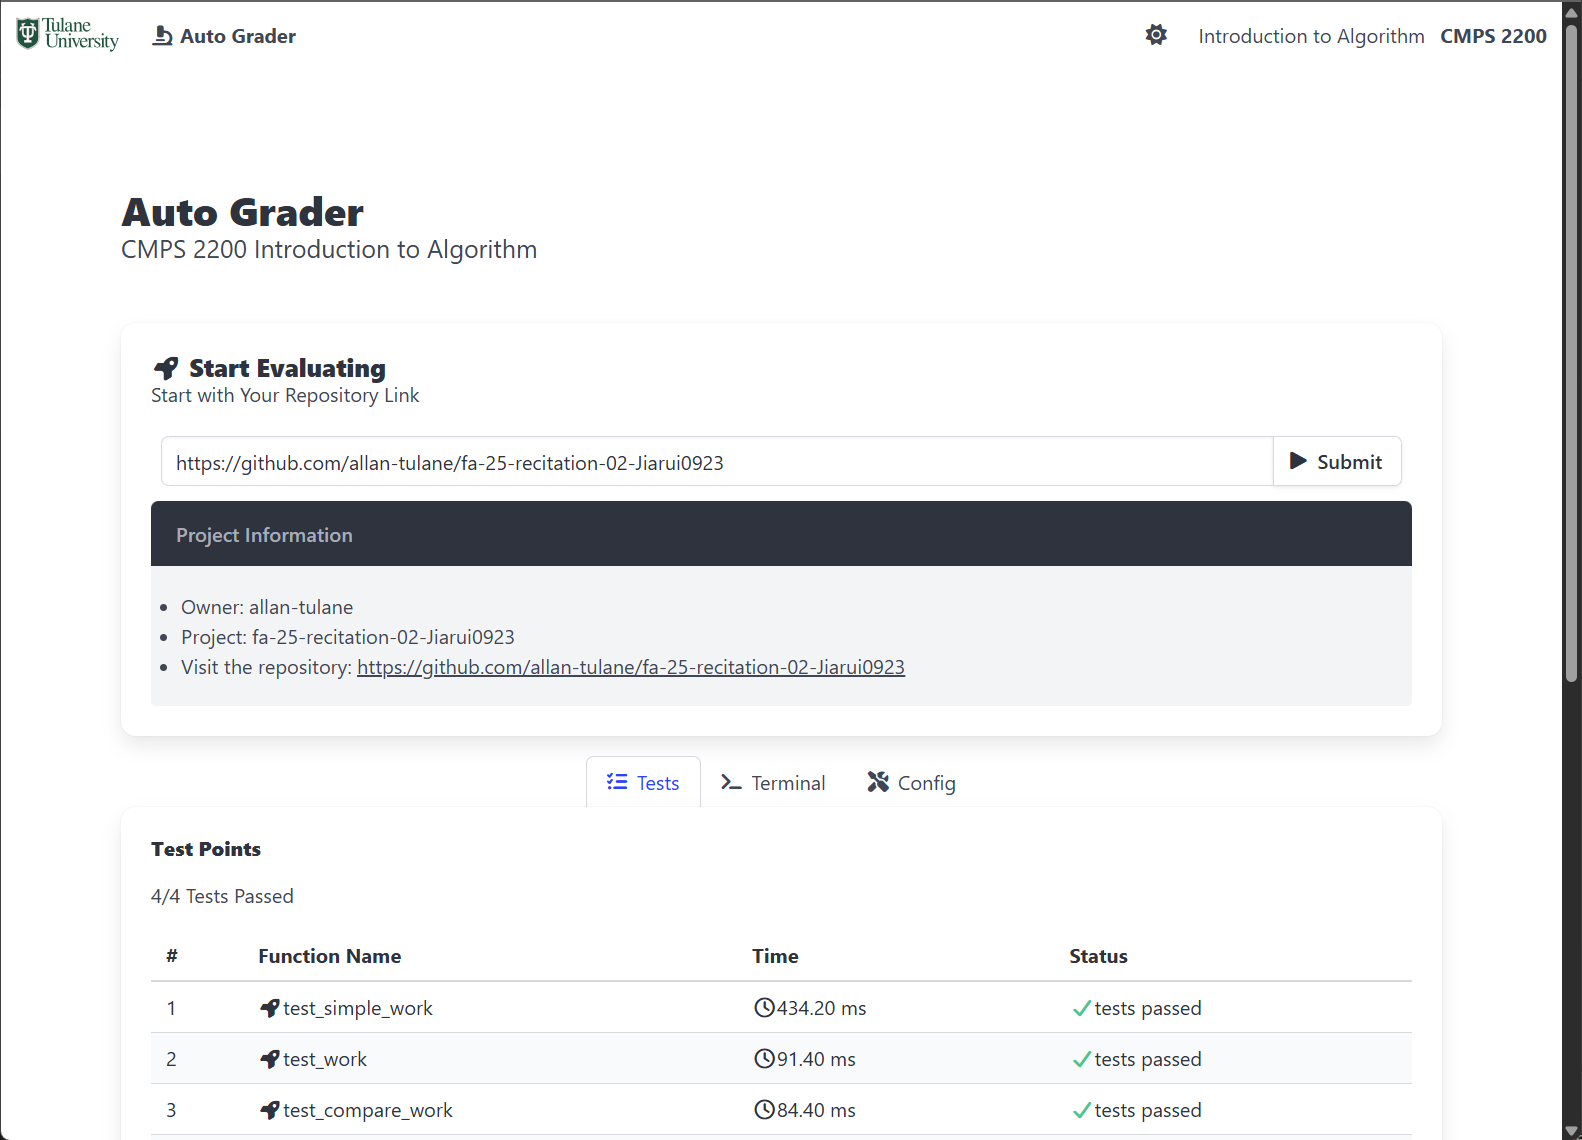 Tulane
University
Auto Grader
Introduction to Algorithm CMPS 2200
Auto Grader
CMPS 2200 Introduction to Algorithm
Start Evaluating
Start with Your Repository Link
https://github.com/allan-tulane/fa-25-recitation-02-Jiarui0923
Submit
Project Information
Owner: allan-tulane
Project: fa-25-recitation-02-Jiarui0923
Visit the repository: https://github.com/allan-tulane/fa-25-recitation-02-Jiarui0923
Tests Terminal Config
Test Points
4/4 Tests Passed
# Function Name Time Status
1 test_simple_work 434.20 ms tests passed
2 test_work 91.40 ms tests passed
3 test_compare_work 84.40 ms tests passed